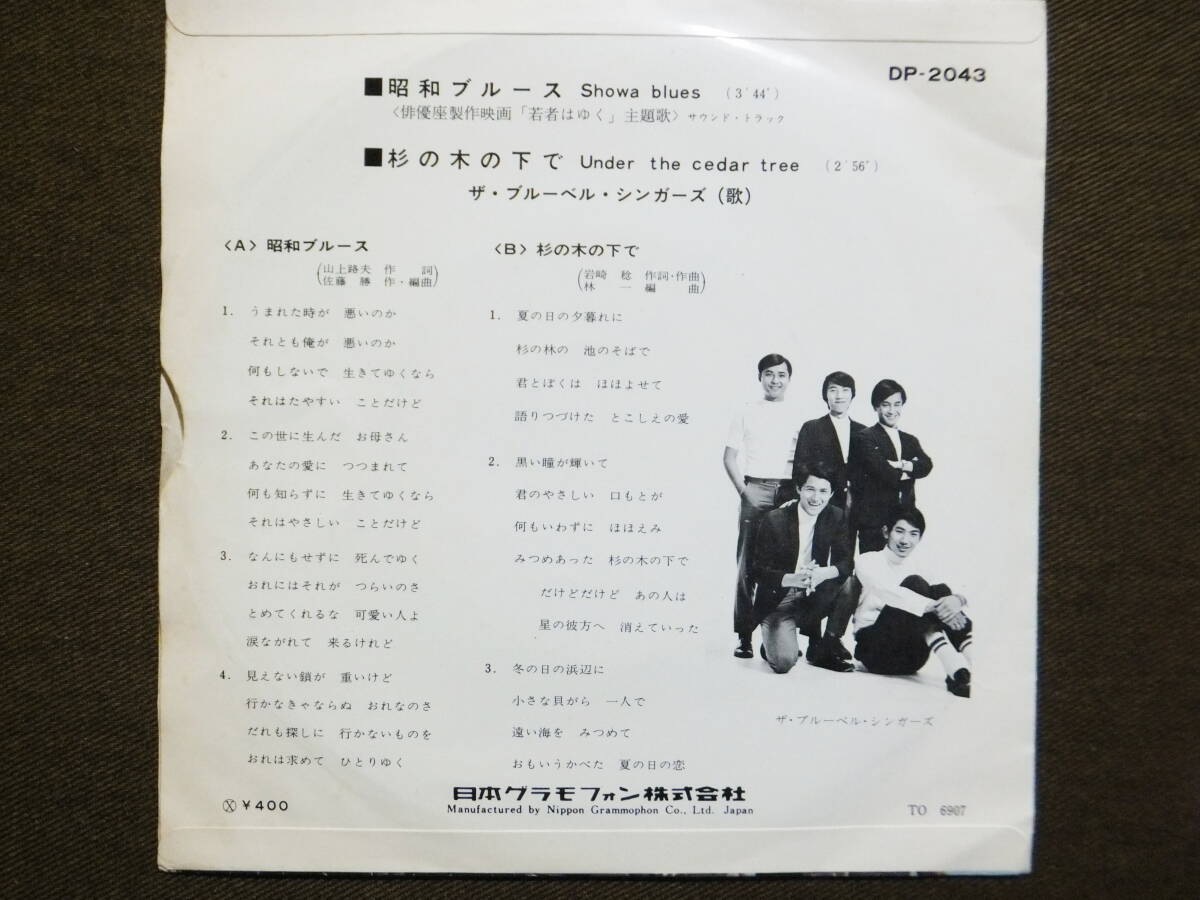 DP-2043
■昭和ブルース Showa blues (3′44″)
〈俳優座製作映画「若者はゆく」主題歌〉サウンド・トラック
■杉の木の下で Under the cedar tree (2′56″)
ザ・ブルーベル・シンガーズ(歌)
〈A〉昭和ブルース
山上路夫 作詞
佐藤勝 作・編曲
1. うまれた時が 悪いのか
それとも俺が 悪いのか
何もしないで 生きてゆくなら
それはたやすい ことだけど
2. この世に生んだ お母さん
あなたの愛に つつまれて
何も知らずに 生きてゆくなら
それはやさしい ことだけど
3. なんにもせずに 死んでゆく
おれにはそれが つらいのさ
とめてくれるな 可愛い人よ
涙ながれて 来るけれど
4. 見えない鎖が 重いけど
行かなきゃならぬ おれなのさ
だれも探しに 行かないものを
おれは求めて ひとりゆく
〈B〉杉の木の下で
岩崎稔 作詞・作曲
林一 編曲
1. 夏の日の夕暮れに
杉の林の 池のそばで
君とぼくは ほほよせて
語りつづけた とこしえの愛
2. 黒い瞳が輝いて
君のやさしい 口もとが
何もいわずに ほほえみ
みつめあった 杉の木の下で
だけどだけど あの人は
星の彼方へ 消えていった
3. 冬の日の浜辺に
小さな貝がら 一人で
遠い海を みつめて
おもいうかべた 夏の日の恋
ザ・ブルーベル・シンガーズ
Ⓧ ¥400
日本グラモフォン株式会社
Manufactured by Nippon Grammophon Co., Ltd. Japan
TO 6907